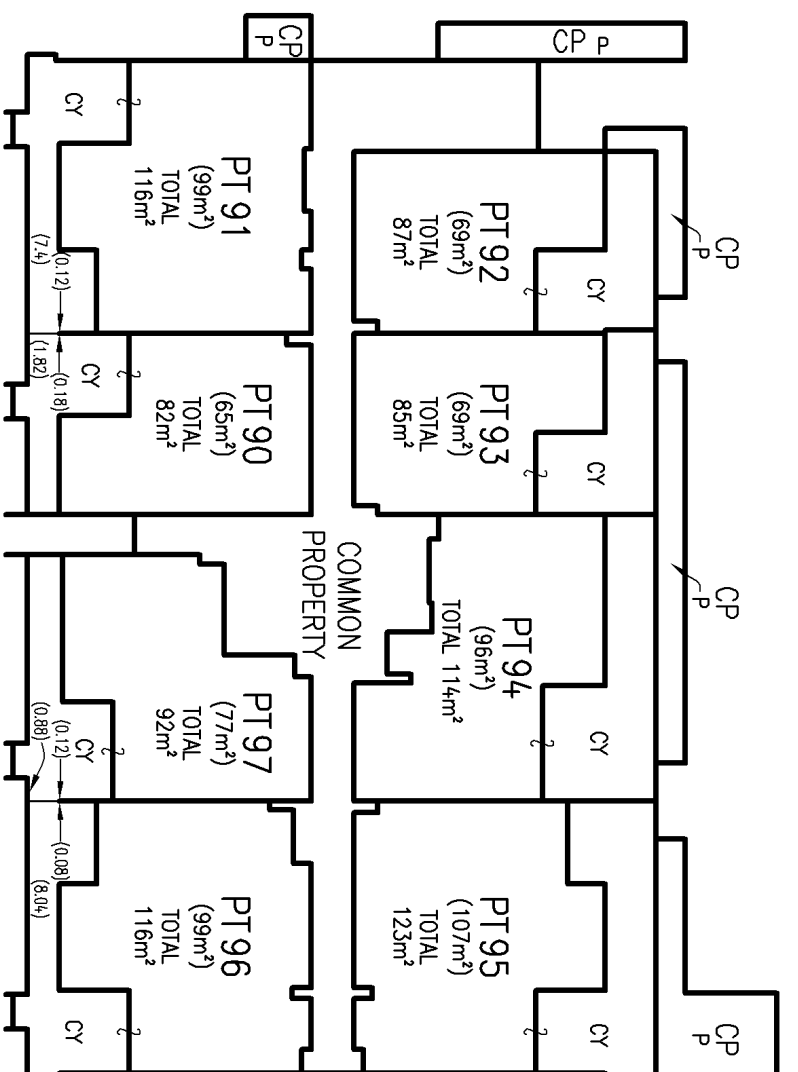 CP
P
CP P
CP
P
CP
P
CP
P
CY
PT 91
(99m²)
TOTAL
116m²
PT 92
(69m²)
TOTAL
87m²
CY
(0.12)
(7.4)
(1.82)
(0.18)
CY
PT 90
(65m²)
TOTAL
82m²
PT 93
(69m²)
TOTAL
85m²
CY
COMMON
PROPERTY
PT 94
(96m²)
TOTAL 114m²
CY
PT 97
(77m²)
TOTAL
92m²
CY
(0.12)
(0.88)
(0.08)
(8.04)
PT 96
(99m²)
TOTAL
116m²
CY
PT 95
(107m²)
TOTAL
123m²
CY